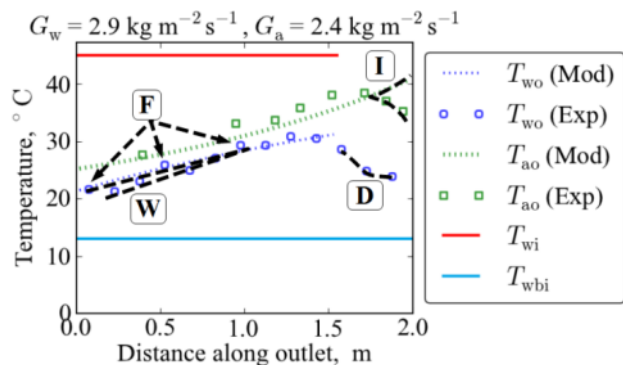 G_w = 2.9 kg m⁻² s⁻¹ , G_a = 2.4 kg m⁻² s⁻¹
Temperature, °C
40
30
20
10
0
0.0 0.5 1.0 1.5 2.0
Distance along outlet, m
F
I
W
D
T_wo (Mod)
T_wo (Exp)
T_ao (Mod)
T_ao (Exp)
T_wi
T_wbi